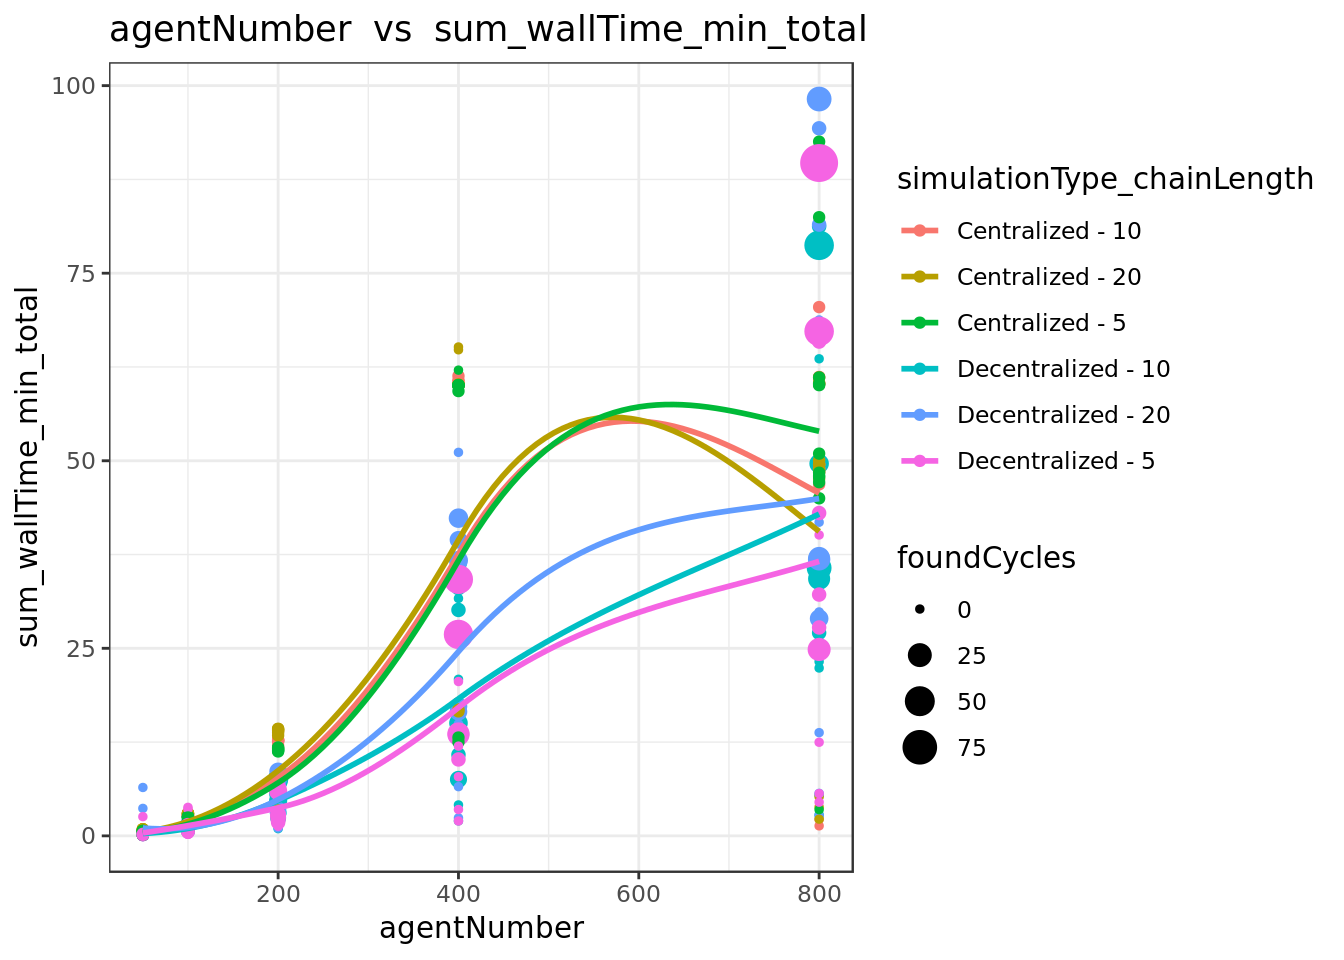 agentNumber vs sum_wallTime_min_total
sum_wallTime_min_total
100
75
50
25
0
200
400
600
800
agentNumber
simulationType_chainLength
Centralized - 10
Centralized - 20
Centralized - 5
Decentralized - 10
Decentralized - 20
Decentralized - 5
foundCycles
0
25
50
75